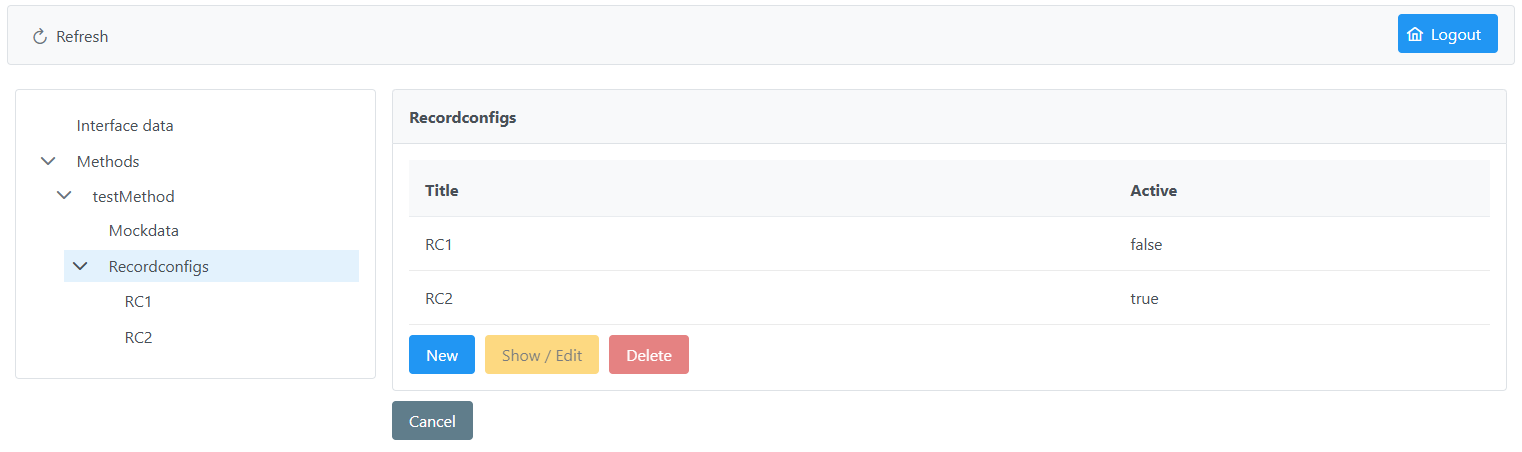 Refresh
Logout
Interface data
Methods
testMethod
Mockdata
Recordconfigs
RC1
RC2
Recordconfigs
Title Active
RC1 false
RC2 true
New Show / Edit Delete
Cancel